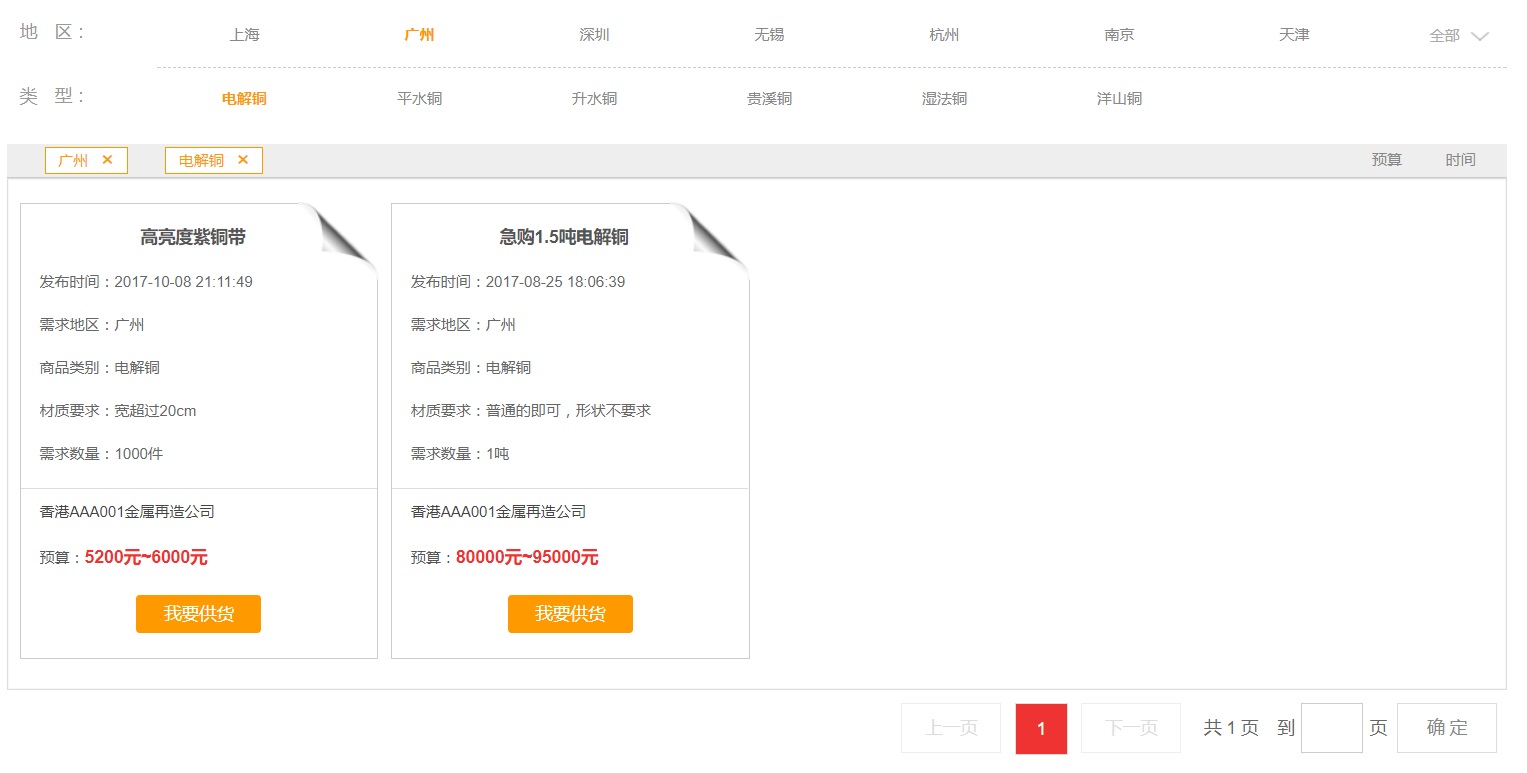 地 区：
上海 广州 深圳 无锡 杭州 南京 天津 全部
类 型：
电解铜 平水铜 升水铜 贵溪铜 湿法铜 洋山铜
广州 ✕ 电解铜 ✕ 预算 时间
高亮度紫铜带
发布时间：2017-10-08 21:11:49
需求地区：广州
商品类别：电解铜
材质要求：宽超过20cm
需求数量：1000件
香港AAA001金属再造公司
预算：5200元~6000元
我要供货
急购1.5吨电解铜
发布时间：2017-08-25 18:06:39
需求地区：广州
商品类别：电解铜
材质要求：普通的即可，形状不要求
需求数量：1吨
香港AAA001金属再造公司
预算：80000元~95000元
我要供货
上一页 1 下一页 共 1 页 到 页 确 定